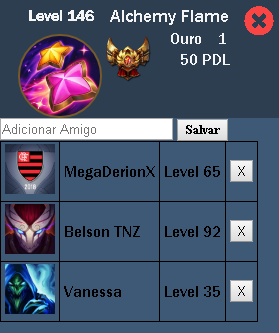 Level 146 Alchemy Flame
Ouro 1
50 PDL
Adicionar Amigo Salvar
2018
MegaDerionX Level 65 X
Belson TNZ Level 92 X
Vanessa Level 35 X